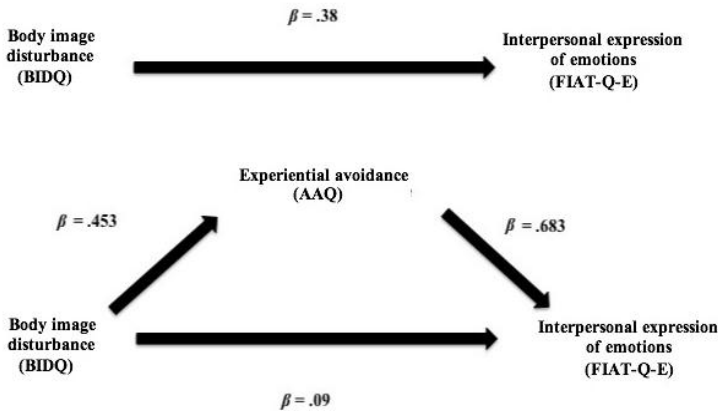 β = .38
Body image
disturbance
(BIDQ)
Interpersonal expression
of emotions
(FIAT-Q-E)
Experiential avoidance
(AAQ)
β = .453
β = .683
Body image
disturbance
(BIDQ)
Interpersonal expression
of emotions
(FIAT-Q-E)
β = .09